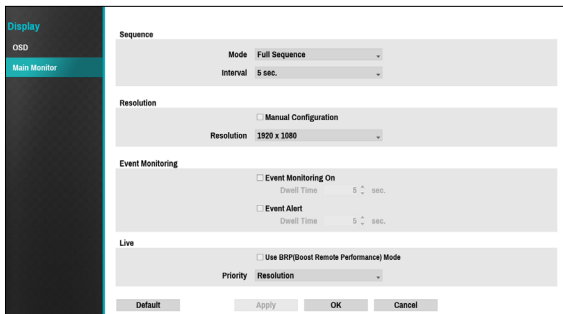 Display
OSD
Main Monitor
Sequence
Mode Full Sequence
Interval 5 sec.
Resolution
Manual Configuration
Resolution 1920 x 1080
Event Monitoring
Event Monitoring On
Dwell Time 5 sec.
Event Alert
Dwell Time 5 sec.
Live
Use BRP(Boost Remote Performance) Mode
Priority Resolution
Default Apply OK Cancel